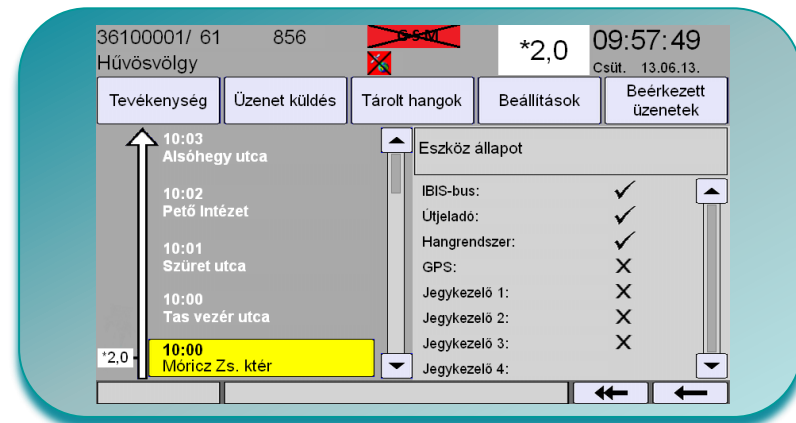 36100001/ 61 856 GSM *2,0 09:57:49
Hűvösvölgy Csüt. 13.06.13.
Tevékenység Üzenet küldés Tárolt hangok Beállítások Beérkezett üzenetek
10:03
Alsóhegy utca
10:02
Pető Intézet
10:01
Szüret utca
10:00
Tas vezér utca
*2,0
10:00
Móricz Zs. ktér
Eszköz állapot
IBIS-bus: ✓
Útjeladó: ✓
Hangrendszer: ✓
GPS: X
Jegykezelő 1: X
Jegykezelő 2: X
Jegykezelő 3: X
Jegykezelő 4: